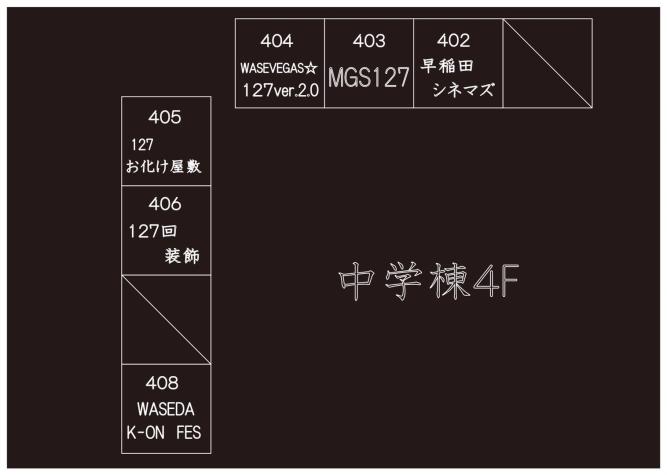 404
WASEVEGAS☆
127ver.2.0
403
MGS127
402
早稲田
シネマズ
405
127
お化け屋敷
406
127回
装飾
408
WASEDA
K-ON FES
中学棟4F